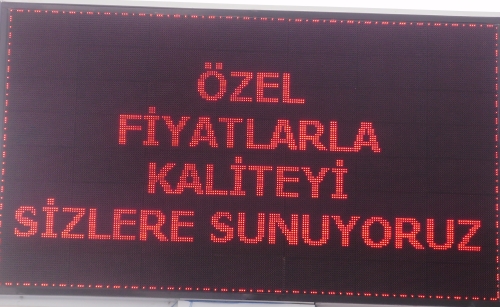 ÖZEL
FİYATLARLA
KALİTEYİ
SİZLERE SUNUYORUZ